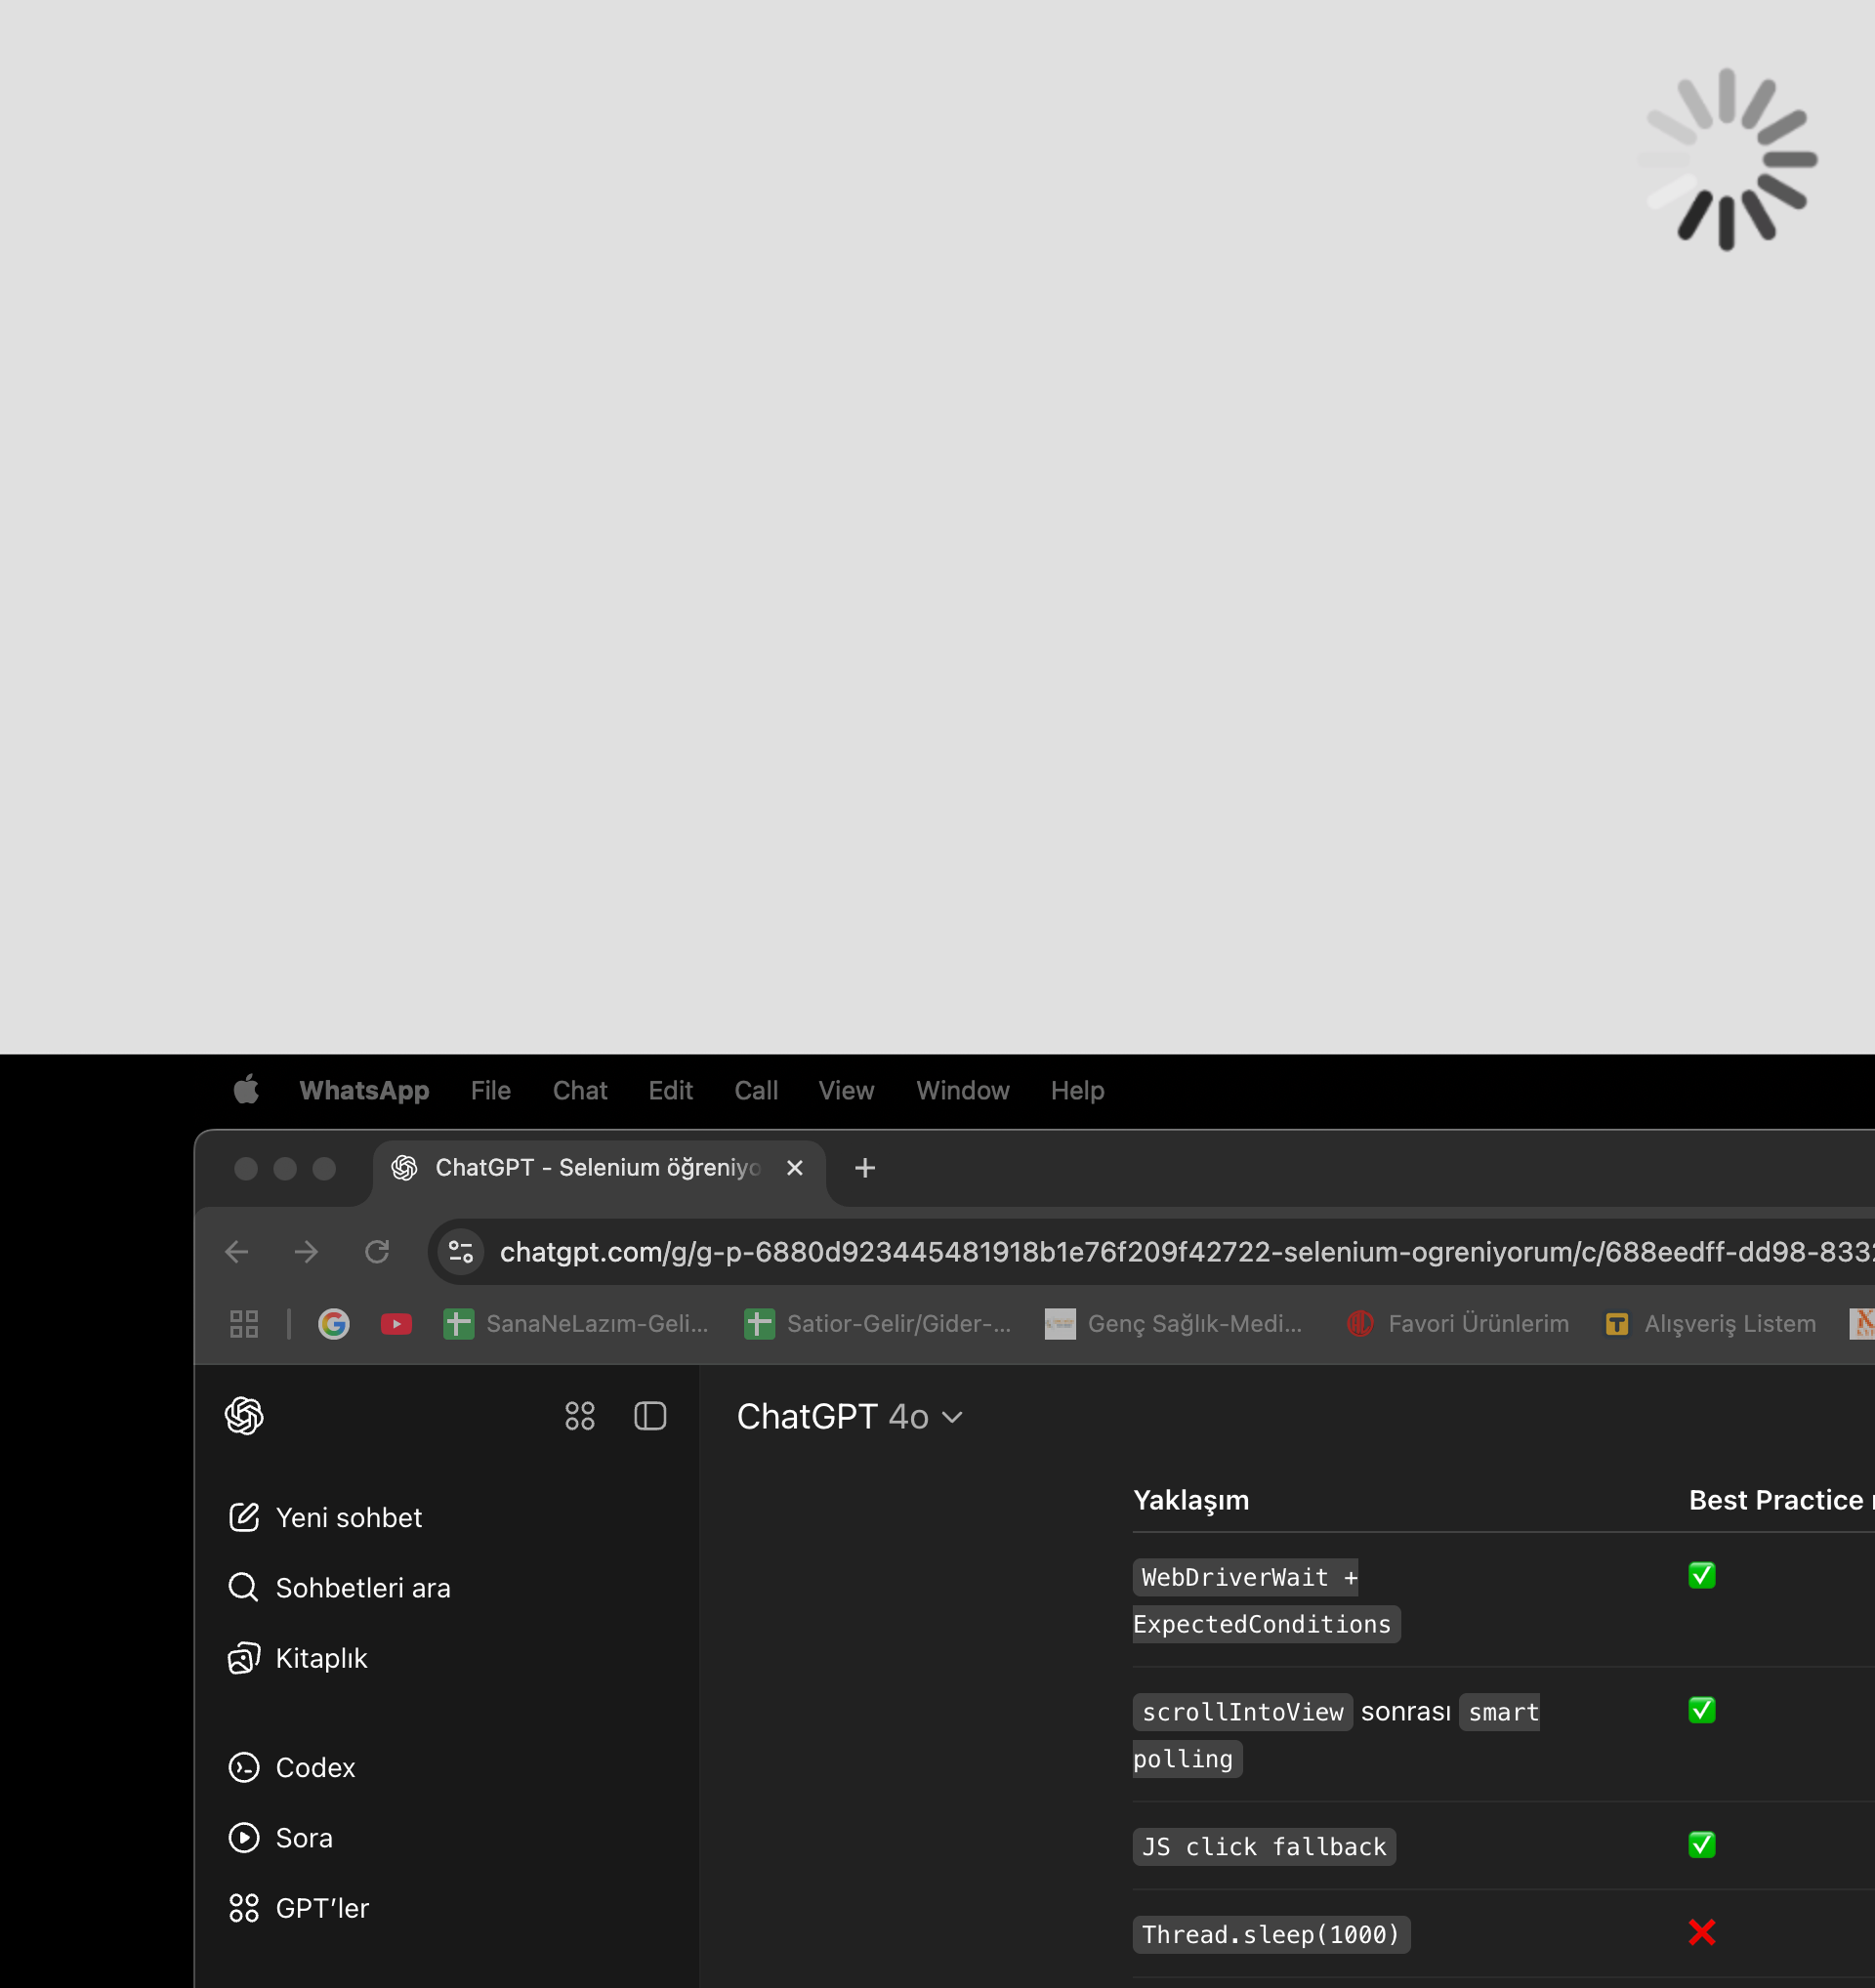 WhatsApp File Chat Edit Call View Window Help
ChatGPT - Selenium öğreniyo
chatgpt.com/g/g-p-6880d923445481918b1e76f209f42722-selenium-ogreniyorum/c/688eedff-dd98-833
SanaNeLazım-Geli... Satior-Gelir/Gider-... Genç Sağlık-Medi... Favori Ürünlerim Alışveriş Listem
ChatGPT 4o
Yeni sohbet
Sohbetleri ara
Kitaplık
Codex
Sora
GPT'ler
Yaklaşım Best Practice
WebDriverWait +
ExpectedConditions
✅
scrollIntoView sonrası smart
polling
✅
JS click fallback ✅
Thread.sleep(1000) ❌